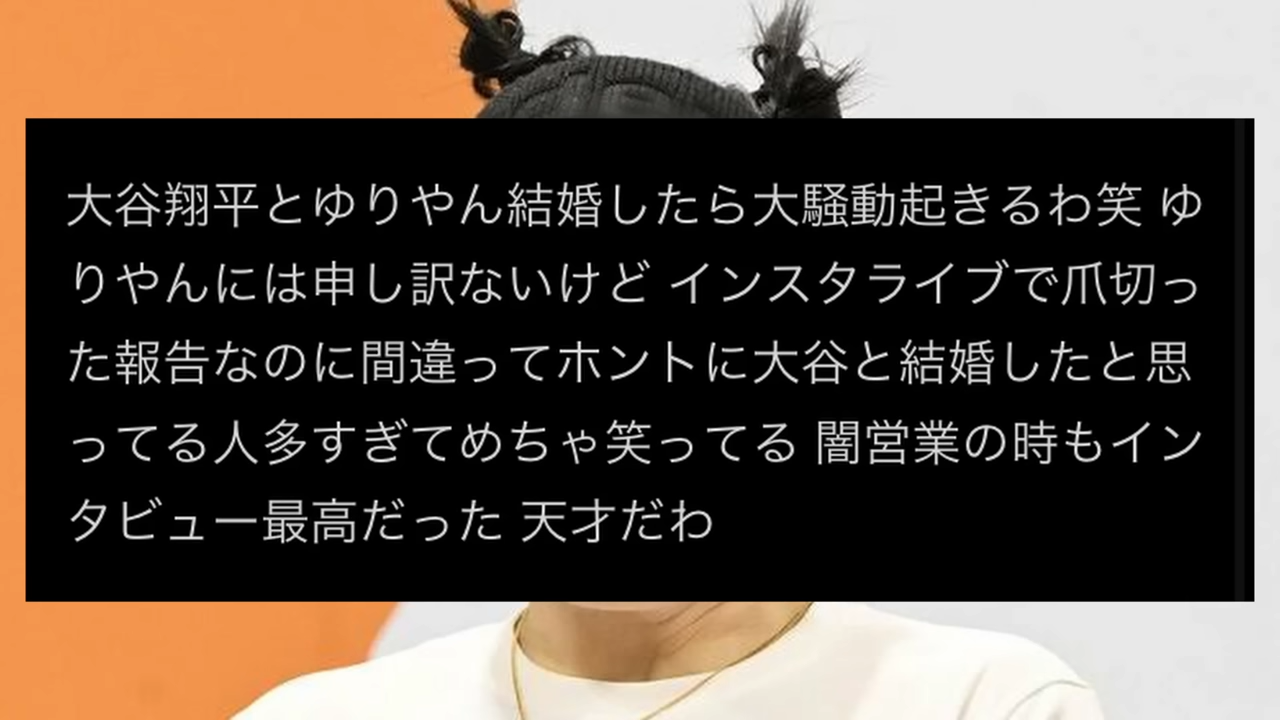 大谷翔平とゆりやん結婚したら大騒動起きるわ笑 ゆ
りやんには申し訳ないけど インスタライブで爪切っ
た報告なのに間違ってホントに大谷と結婚したと思
ってる人多すぎてめちゃ笑ってる 闇営業の時もイン
タビュー最高だった 天才だわ